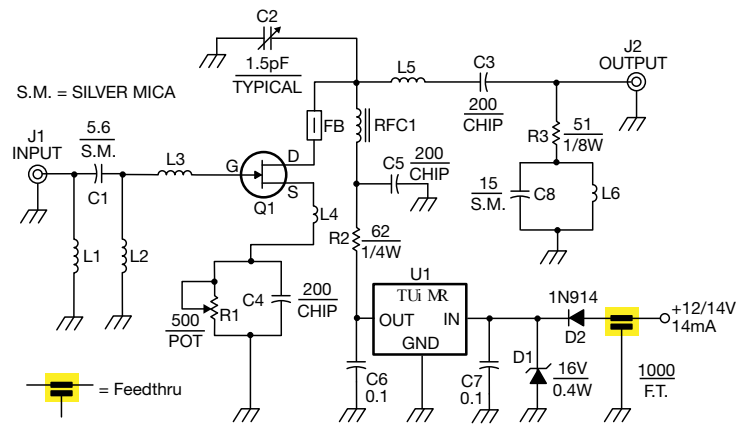 C2
1.5pF
TYPICAL
J2
OUTPUT
L5
C3
200
CHIP
S.M. = SILVER MICA
FB
RFC1
R3
51
1/8W
J1
INPUT
5.6
S.M.
C1
L3
G
D
S
Q1
C5
200
CHIP
15
S.M.
C8
L6
L4
L1
L2
R2
62
1/4W
U1
TUi MR
OUT
IN
GND
500
POT
R1
C4
200
CHIP
1N914
D2
+12/14V
14mA
C6
0.1
C7
0.1
D1
16V
0.4W
1000
F.T.
= Feedthru